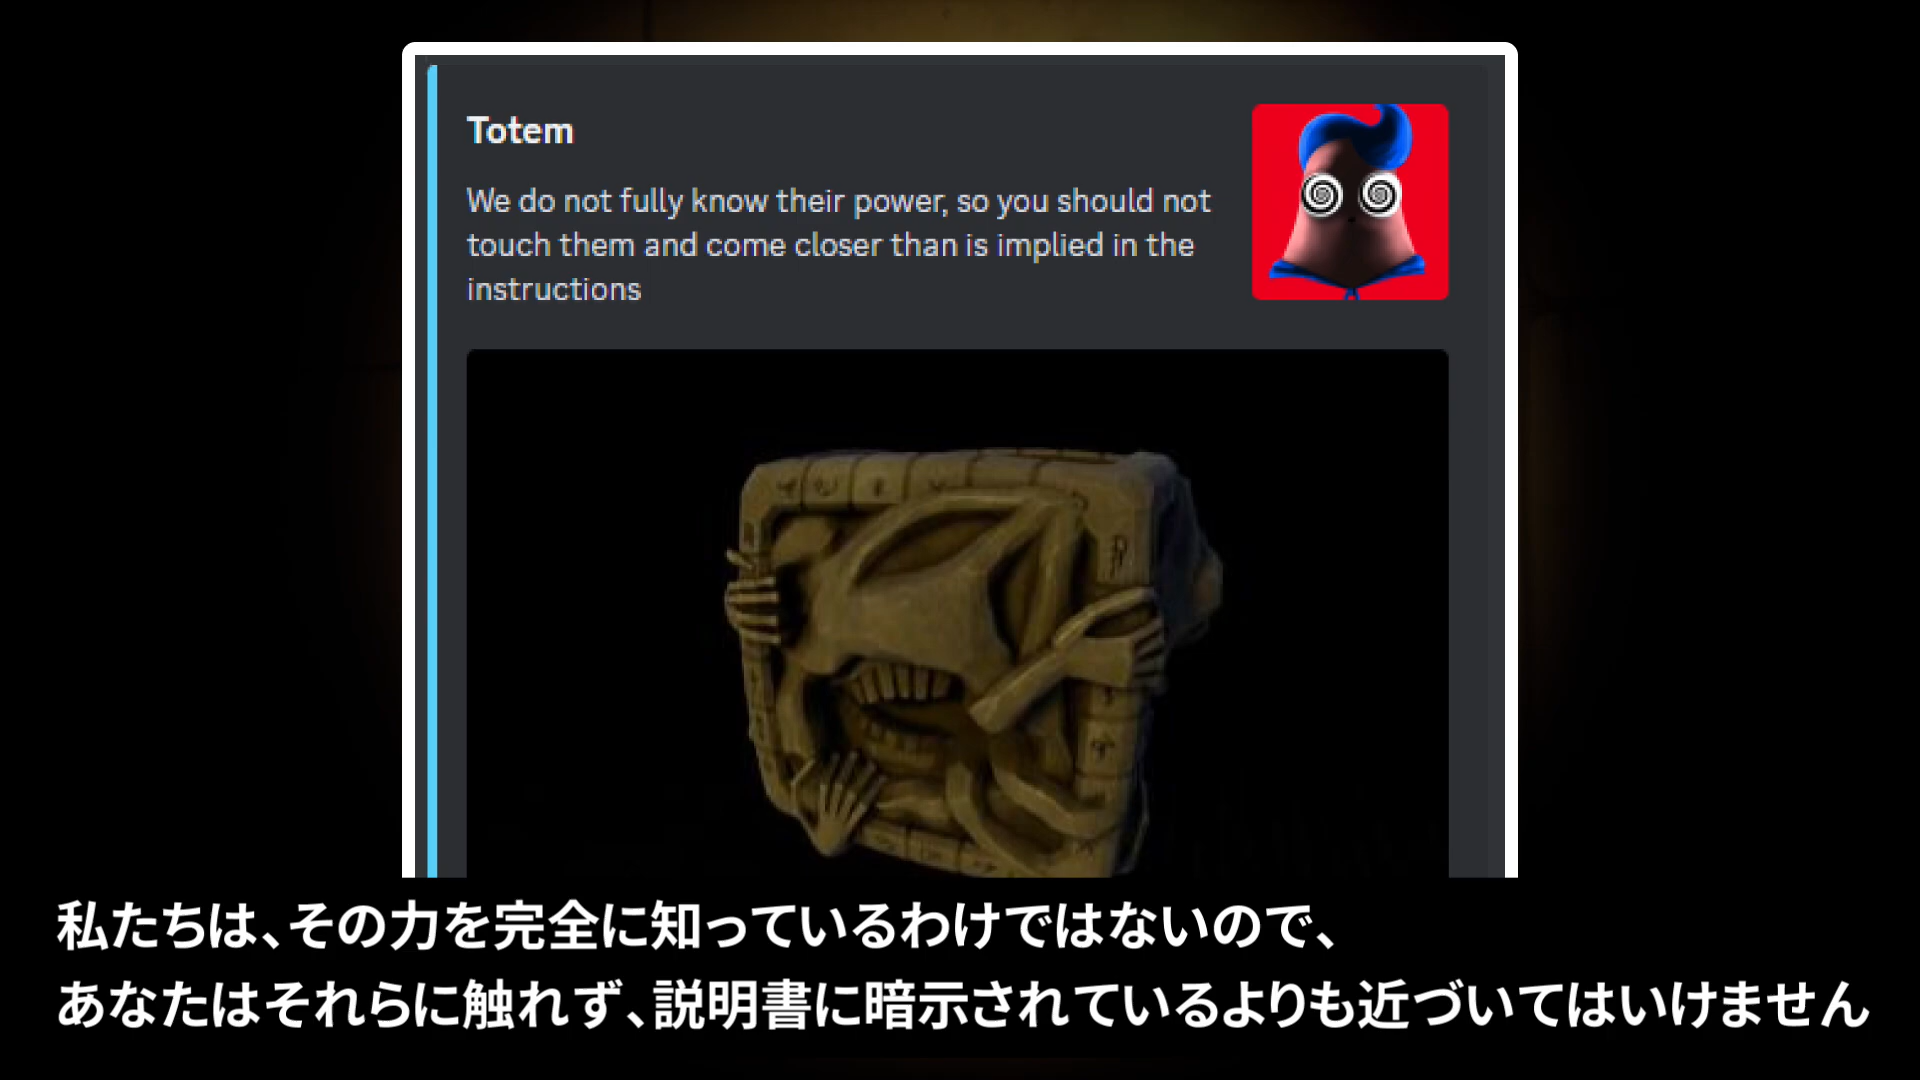 Totem
We do not fully know their power, so you should not
touch them and come closer than is implied in the
instructions
私たちは、その力を完全に知っているわけではないので、
あなたはそれらに触れず、説明書に暗示されているよりも近づいてはいけません